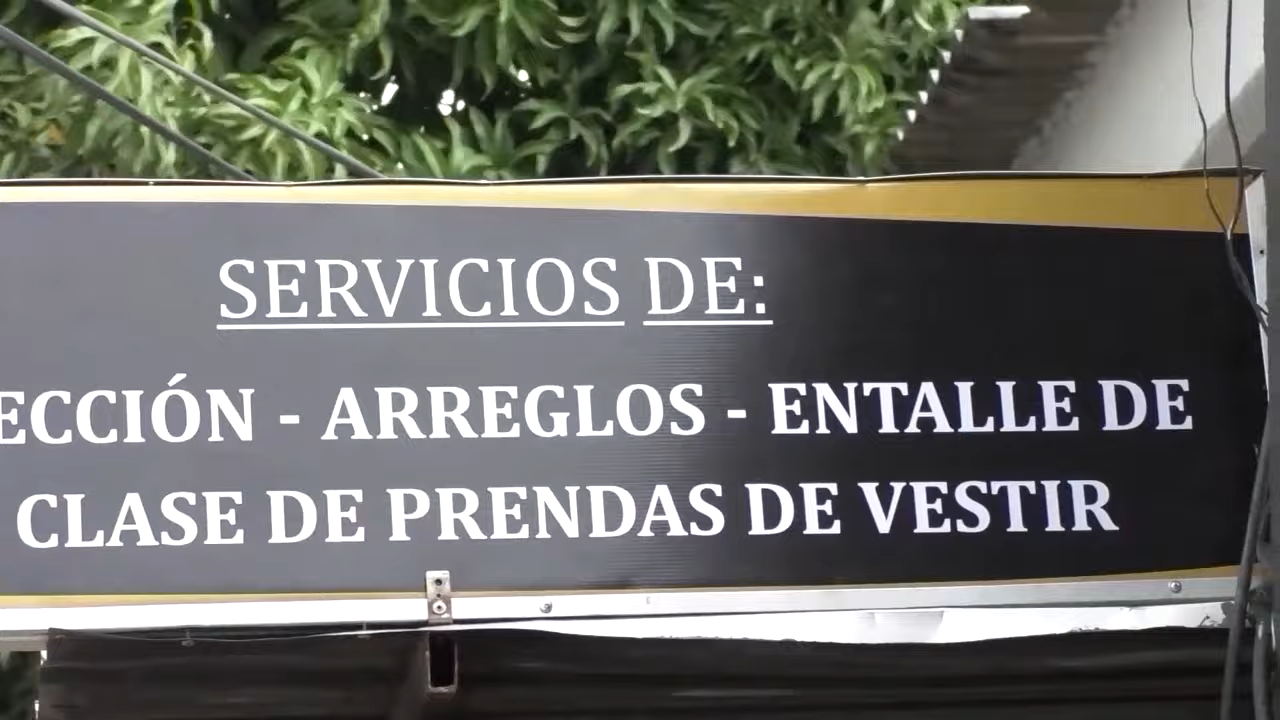 SERVICIOS DE:
ECCIÓN - ARREGLOS - ENTALLE DE
CLASE DE PRENDAS DE VESTIR